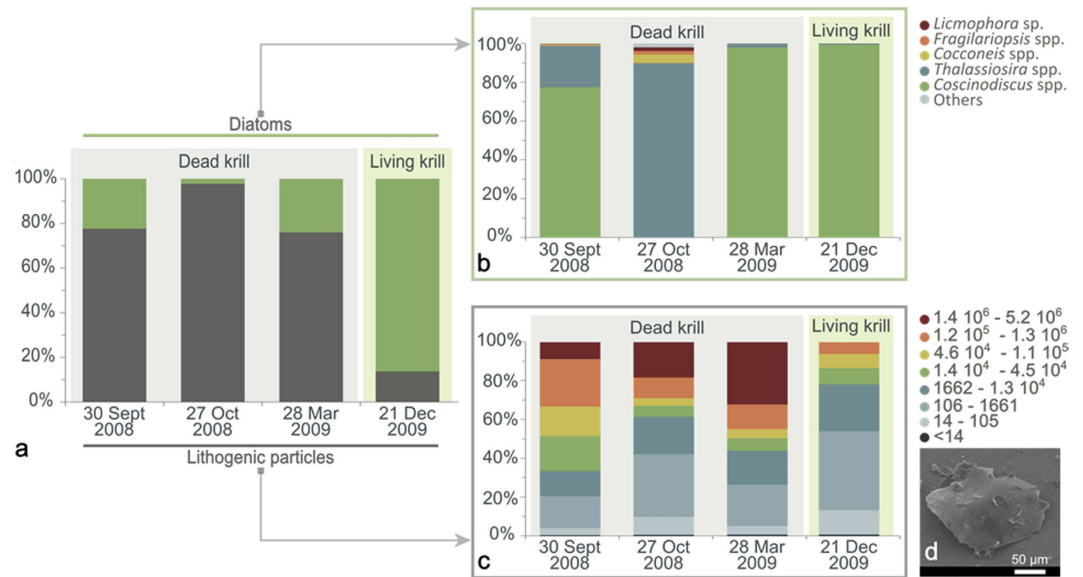 Diatoms
Dead krill
Living krill
100%
80%
60%
40%
20%
0%
30 Sept
2008
27 Oct
2008
28 Mar
2009
21 Dec
2009
a
Lithogenic particles
Dead krill
Living krill
100%
80%
60%
40%
20%
0%
30 Sept
2008
27 Oct
2008
28 Mar
2009
21 Dec
2009
b
Licmophora sp.
Fragilariopsis spp.
Cocconeis spp.
Thalassiosira spp.
Coscinodiscus spp.
Others
Dead krill
Living krill
100%
80%
60%
40%
20%
0%
30 Sept
2008
27 Oct
2008
28 Mar
2009
21 Dec
2009
c
1.4 10⁶ - 5.2 10⁶
1.2 10⁵ - 1.3 10⁶
4.6 10⁴ - 1.1 10⁵
1.4 10⁴ - 4.5 10⁴
1662 - 1.3 10⁴
106 - 1661
14 - 105
<14
d
50 µm